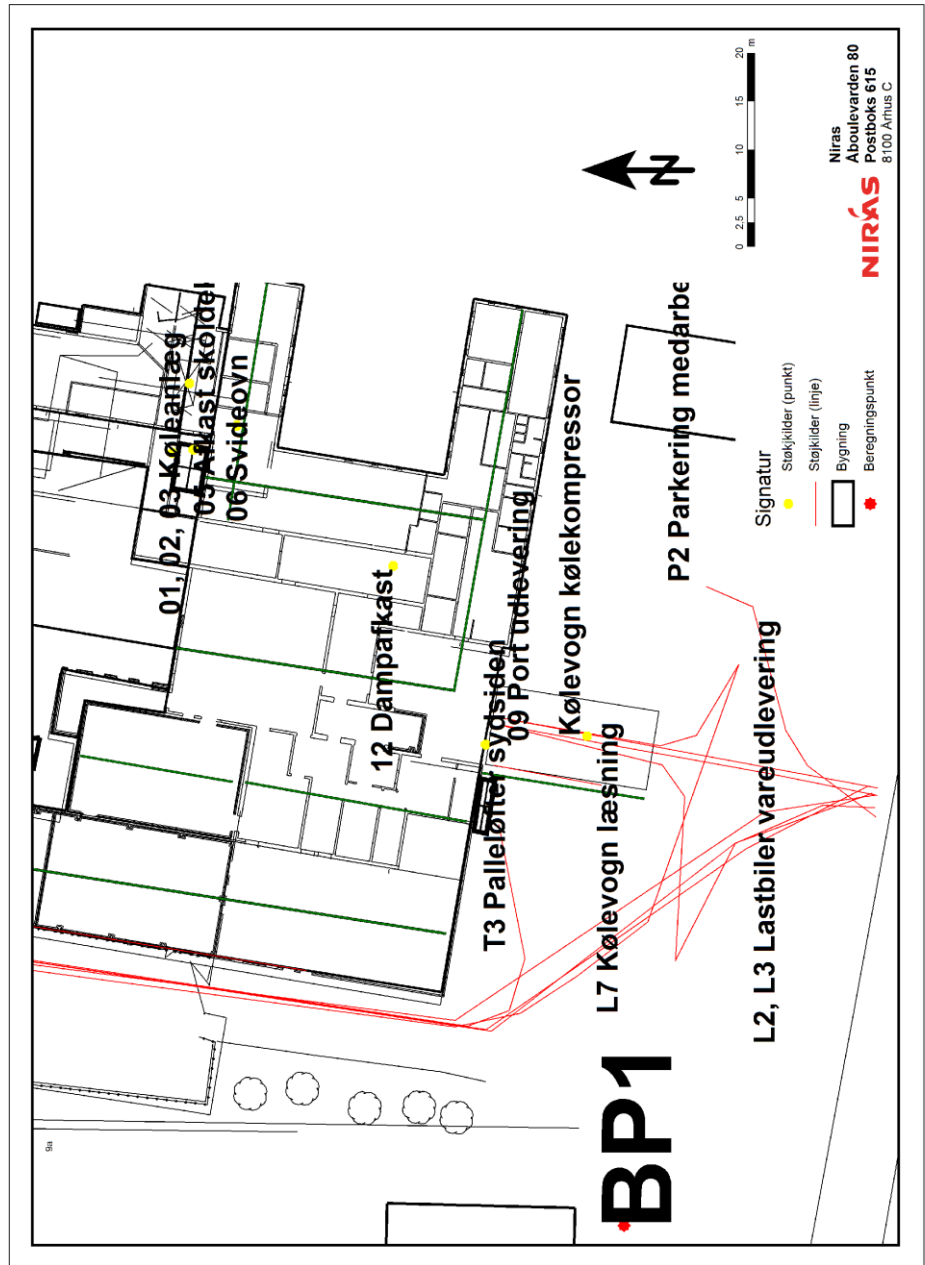 9a
01, 02, 03 Køleanlæg
05 Afkast skoldel
06 Svideovn
12 Dampafkast
T3 Palleløfter sydsiden
09 Port udlevering
Kølevogn kølekompressor
L7 Kølevogn læsning
BP1
P2 Parkering medarbe
L2, L3 Lastbiler vareudlevering
N
0 2,5 5 10 15 20 m
Signatur
Støkjkilder (punkt)
Støjkilder (linje)
Bygning
Beregningspunkt
NIRÁS
Niras
Åboulevarden 80
Postboks 615
8100 Århus C